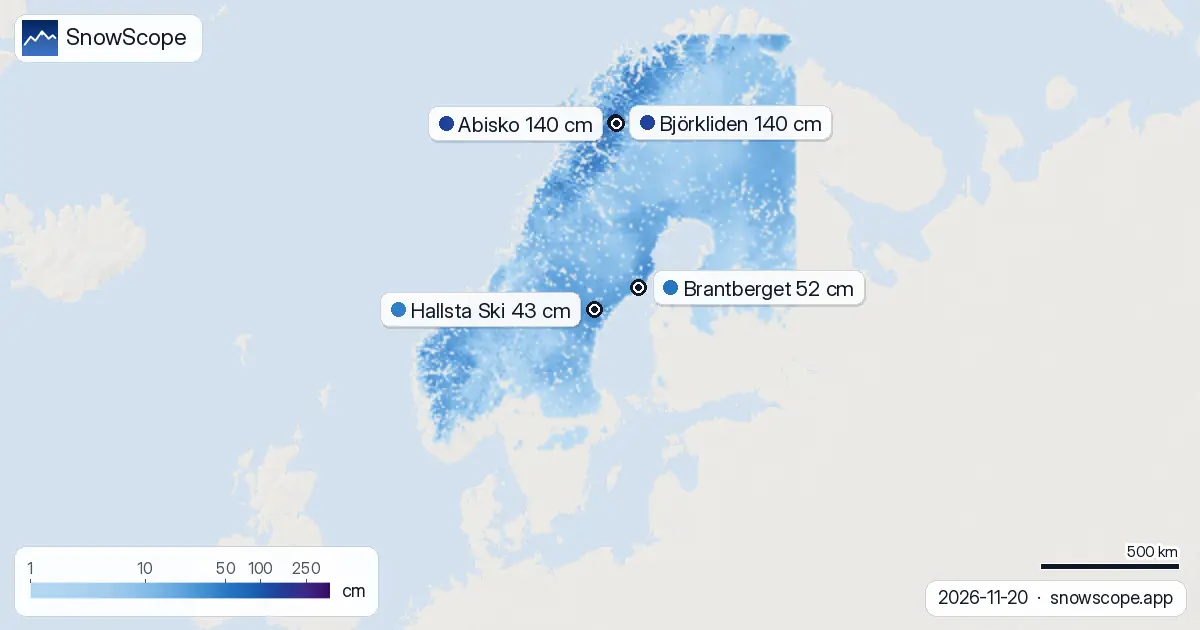 SnowScope
Abisko 140 cm
Björkliden 140 cm
Brantberget 52 cm
Hallsta Ski 43 cm
1 10 50 100 250
cm
500 km
2026-11-20 · snowscope.app